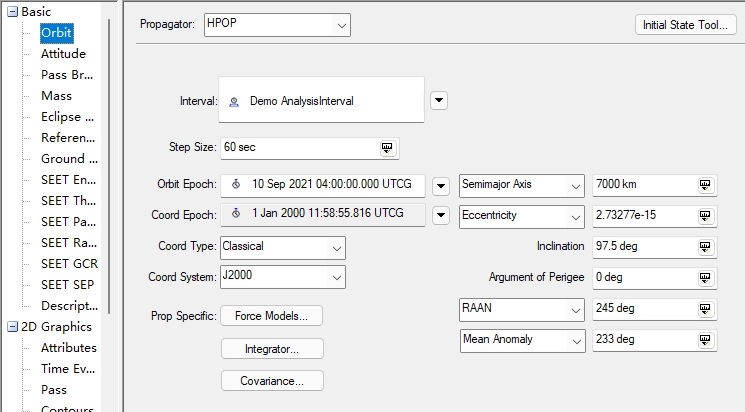 Basic
Orbit
Attitude
Pass Br...
Mass
Eclipse ...
Referen...
Ground ...
SEET En...
SEET Th...
SEET Pa...
SEET Ra...
SEET GCR
SEET SEP
Descript...
2D Graphics
Attributes
Time Ev...
Pass
Contours
Propagator: HPOP
Initial State Tool...
Interval: Demo AnalysisInterval
Step Size: 60 sec
Orbit Epoch: 10 Sep 2021 04:00:00.000 UTCG Semimajor Axis 7000 km
Coord Epoch: 1 Jan 2000 11:58:55.816 UTCG Eccentricity 2.73277e-15
Coord Type: Classical Inclination 97.5 deg
Coord System: J2000 Argument of Perigee 0 deg
Prop Specific: Force Models... RAAN 245 deg
Integrator... Mean Anomaly 233 deg
Covariance...